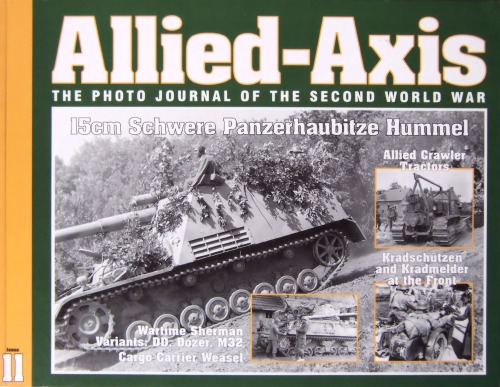 Allied-Axis
THE PHOTO JOURNAL OF THE SECOND WORLD WAR
15cm Schwere Panzerhaubitze Hummel
Allied Crawler
Tractors
Kradschützen
and Kradmelder
at the Front
Wartime Sherman
Variants: DD, Dozer, M32
Cargo Carrier Weasel
Issue
11